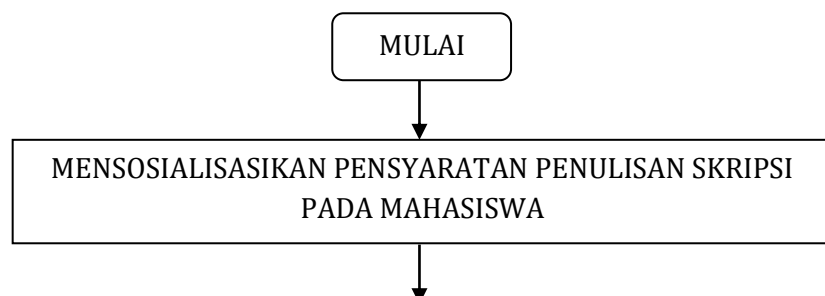 MULAI
MENSOSIALISASIKAN PENSYARATAN PENULISAN SKRIPSI
PADA MAHASISWA